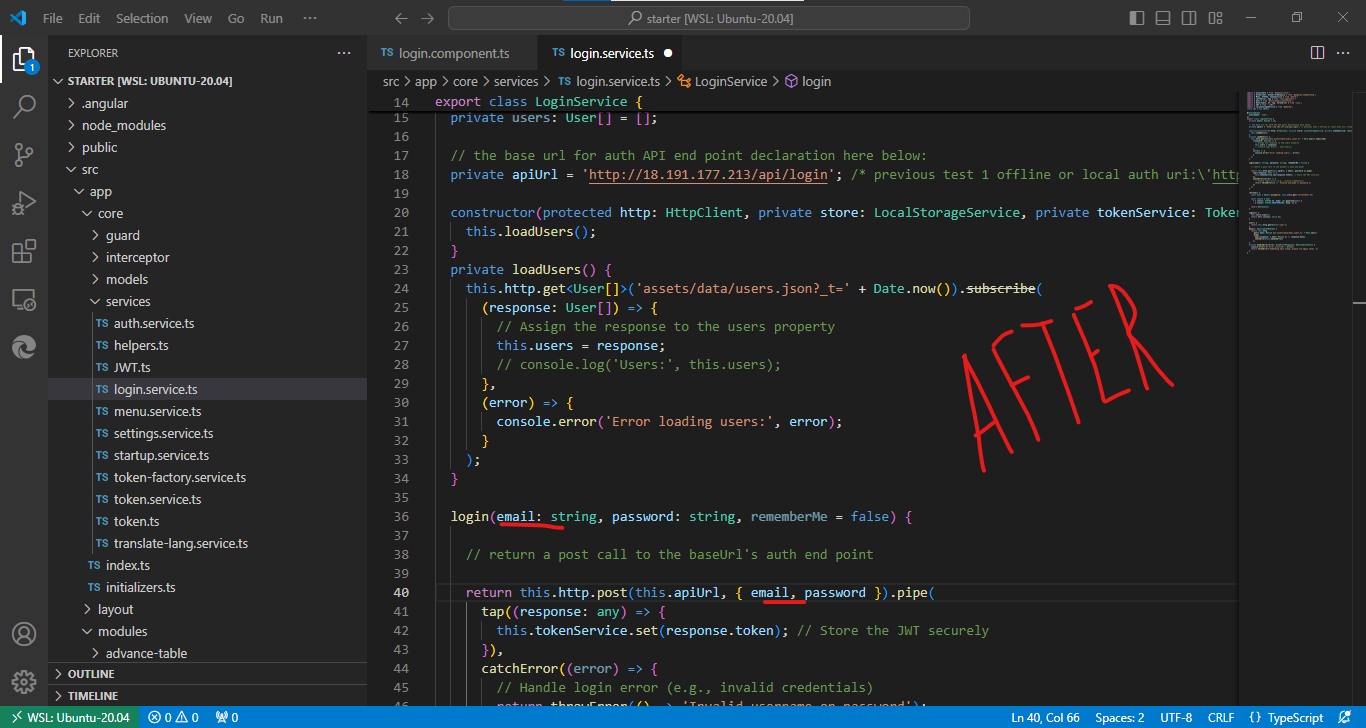 File Edit Selection View Go Run ···
starter [WSL: Ubuntu-20.04]
EXPLORER ···
STARTER [WSL: UBUNTU-20.04]
.angular
node_modules
public
src
app
core
guard
interceptor
models
services
TS auth.service.ts
TS helpers.ts
TS JWT.ts
TS login.service.ts
TS menu.service.ts
TS settings.service.ts
TS startup.service.ts
TS token-factory.service.ts
TS token.service.ts
TS token.ts
TS translate-lang.service.ts
TS index.ts
TS initializers.ts
layout
modules
advance-table
OUTLINE
TIMELINE
1
TS login.component.ts TS login.service.ts
src > app > core > services > TS login.service.ts > LoginService > login
14 export class LoginService {
15 private users: User[] = [];
16
17 // the base url for auth API end point declaration here below:
18 private apiUrl = 'http://18.191.177.213/api/login'; /* previous test 1 offline or local auth uri:\'htt
19
20 constructor(protected http: HttpClient, private store: LocalStorageService, private tokenService: Toke
21 this.loadUsers();
22 }
23 private loadUsers() {
24 this.http.get<User[]>('assets/data/users.json?_t=' + Date.now()).subscribe(
25 (response: User[]) => {
26 // Assign the response to the users property
27 this.users = response;
28 // console.log('Users:', this.users);
29 },
30 (error) => {
31 console.error('Error loading users:', error);
32 }
33 );
34 }
35
36 login(email: string, password: string, rememberMe = false) {
37
38 // return a post call to the baseUrl's auth end point
39
40 return this.http.post(this.apiUrl, { email, password }).pipe(
41 tap((response: any) => {
42 this.tokenService.set(response.token); // Store the JWT securely
43 }),
44 catchError((error) => {
45 // Handle login error (e.g., invalid credentials)
46 return throwError(() => 'Invalid username or password');
AFTER
WSL: Ubuntu-20.04 0 0 0 Ln 40, Col 66 Spaces: 2 UTF-8 CRLF {} TypeScript